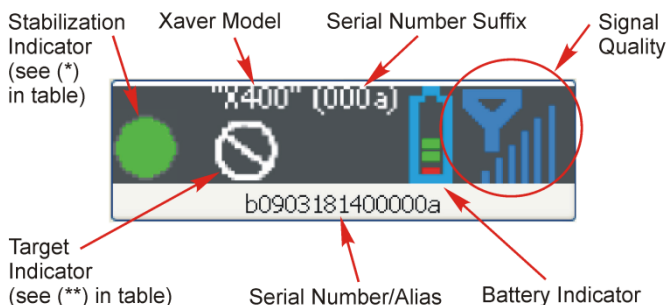 Stabilization Indicator (see (*) in table)
Xaver Model
Serial Number Suffix
Signal Quality
"X400" (000a)
b0903181400000a
Target Indicator (see (**) in table)
Serial Number/Alias
Battery Indicator